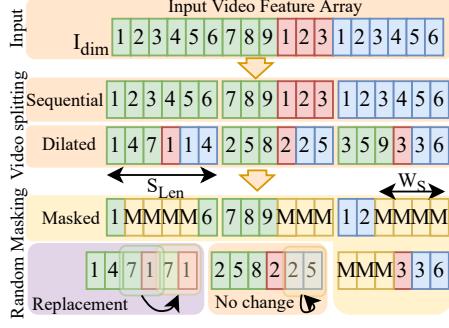 Input Video Feature Array
Input
I_dim 1 2 3 4 5 6 7 8 9 1 2 3 1 2 3 4 5 6
Video splitting
Sequential 1 2 3 4 5 6 7 8 9 1 2 3 1 2 3 4 5 6
Dilated 1 4 7 1 1 4 2 5 8 2 2 5 3 5 9 3 3 6
S_Len W_S
Random Masking
Masked 1 M M M M 6 7 8 9 M M M 1 2 M M M M
1 4 7 1 7 1 2 5 8 2 2 5 M M M 3 3 6
Replacement No change